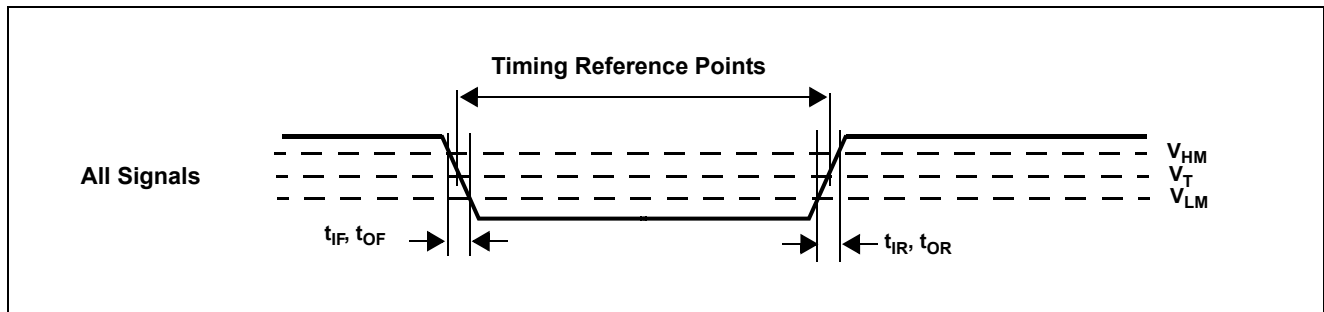 Timing Reference Points
All Signals
VHM
VT
VLM
tIF, tOF
tIR, tOR